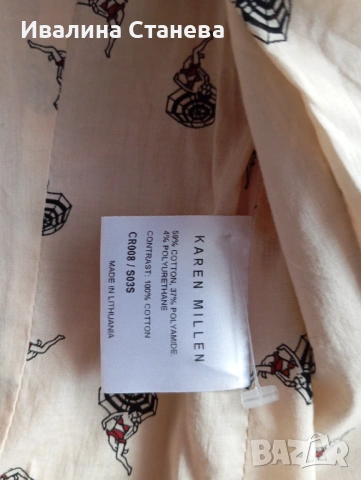 Ивалина Станева
KAREN MILLEN
59% COTTON, 37% POLYAMIDE,
4% POLYURETHANE
CONTRAST: 100% COTTON
CR008 / S03S
MADE IN LITHUANIA
BAZAR